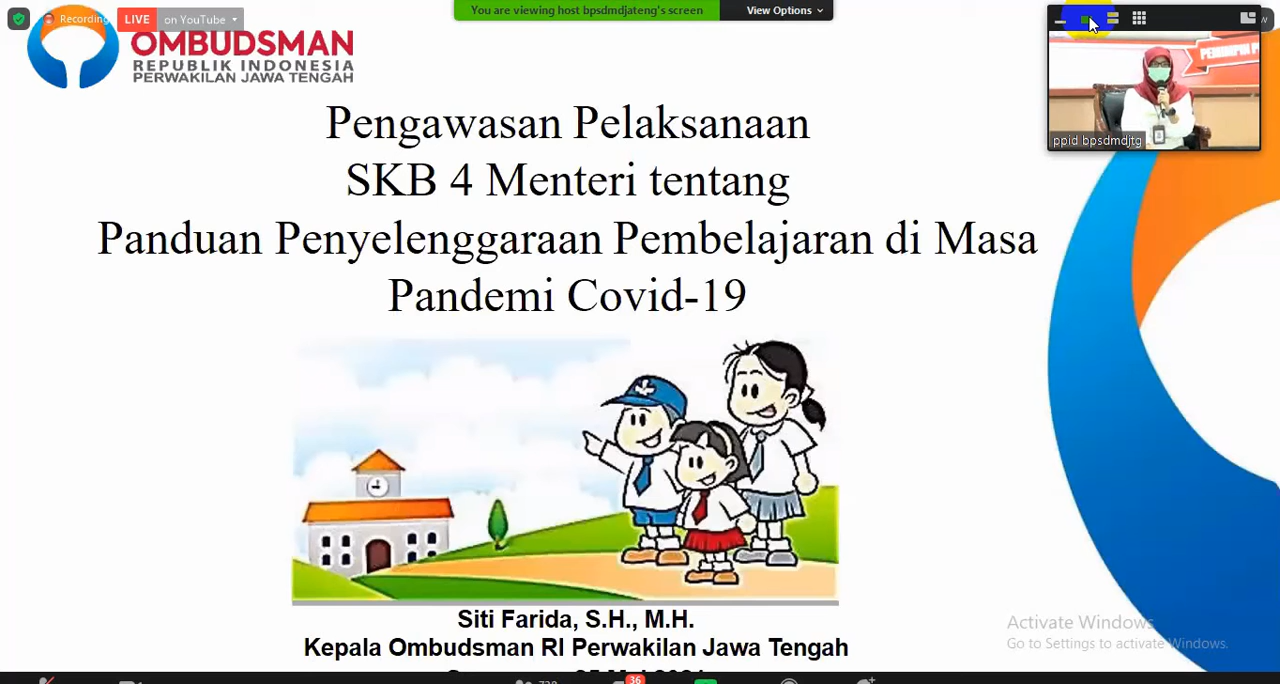 Recording
LIVE on YouTube
You are viewing host bpsdmdjateng's screen
View Options
OMBUDSMAN
REPUBLIK INDONESIA
PERWAKILAN JAWA TENGAH
ppid bpsdmdjtg
Pengawasan Pelaksanaan
SKB 4 Menteri tentang
Panduan Penyelenggaraan Pembelajaran di Masa
Pandemi Covid-19
Siti Farida, S.H., M.H.
Kepala Ombudsman RI Perwakilan Jawa Tengah
Activate Windows
Go to Settings to activate Windows.
36